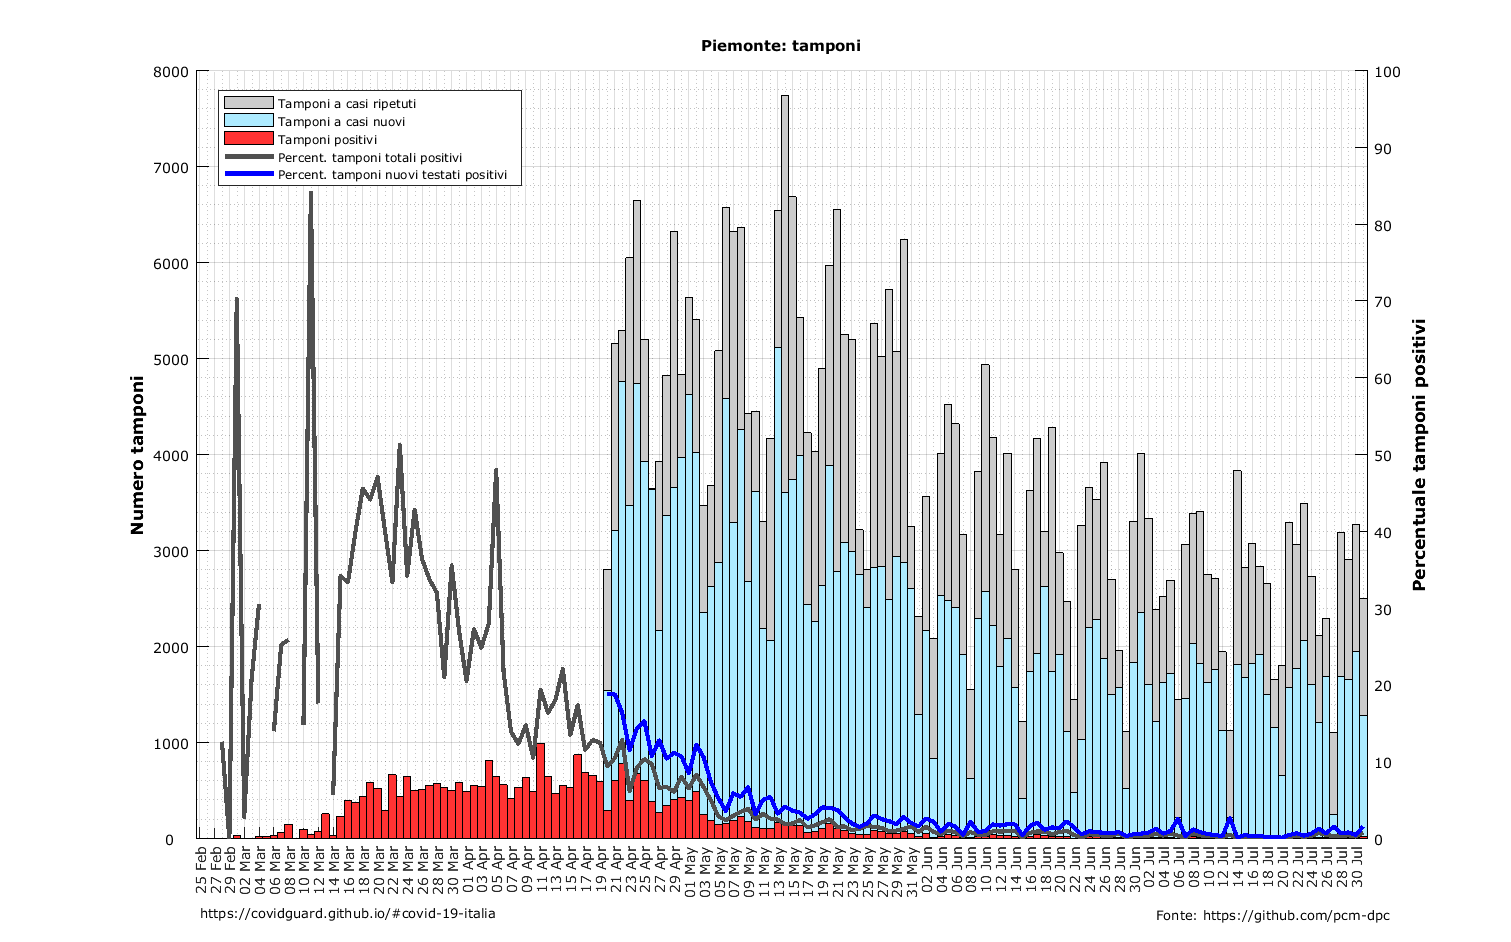 Piemonte: tamponi
Tamponi a casi ripetuti
Tamponi a casi nuovi
Tamponi positivi
Percent. tamponi totali positivi
Percent. tamponi nuovi testati positivi
Numero tamponi
8000
7000
6000
5000
4000
3000
2000
1000
0
Percentuale tamponi positivi
100
90
80
70
60
50
40
30
20
10
0
25 Feb
27 Feb
29 Feb
02 Mar
04 Mar
06 Mar
08 Mar
10 Mar
12 Mar
14 Mar
16 Mar
18 Mar
20 Mar
22 Mar
24 Mar
26 Mar
28 Mar
30 Mar
01 Apr
03 Apr
05 Apr
07 Apr
09 Apr
11 Apr
13 Apr
15 Apr
17 Apr
19 Apr
21 Apr
23 Apr
25 Apr
27 Apr
29 Apr
01 May
03 May
05 May
07 May
09 May
11 May
13 May
15 May
17 May
19 May
21 May
23 May
25 May
27 May
29 May
31 May
02 Jun
04 Jun
06 Jun
08 Jun
10 Jun
12 Jun
14 Jun
16 Jun
18 Jun
20 Jun
22 Jun
24 Jun
26 Jun
28 Jun
30 Jun
02 Jul
04 Jul
06 Jul
08 Jul
10 Jul
12 Jul
14 Jul
16 Jul
18 Jul
20 Jul
22 Jul
24 Jul
26 Jul
28 Jul
30 Jul
https://covidguard.github.io/#covid-19-italia
Fonte: https://github.com/pcm-dpc